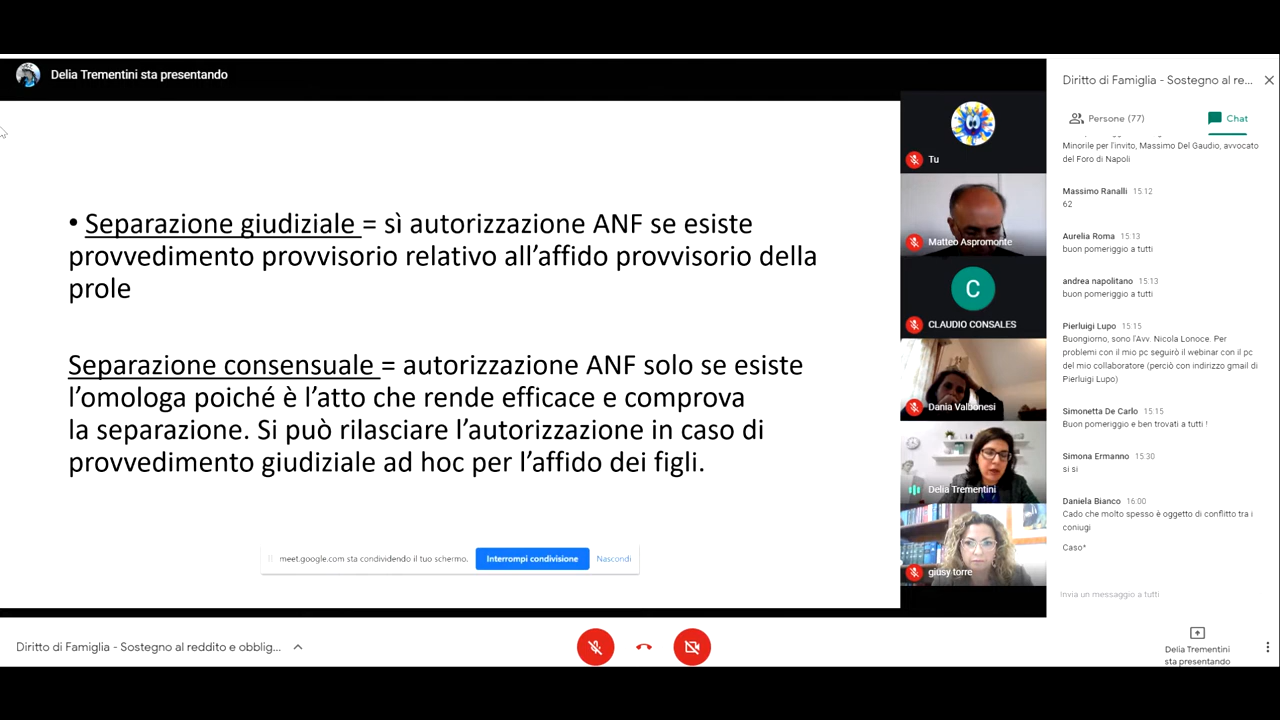 Delia Trementini sta presentando
• Separazione giudiziale = sì autorizzazione ANF se esiste
provvedimento provvisorio relativo all’affido provvisorio della
prole
Separazione consensuale = autorizzazione ANF solo se esiste
l’omologa poiché è l’atto che rende efficace e comprova
la separazione. Si può rilasciare l’autorizzazione in caso di
provvedimento giudiziale ad hoc per l’affido dei figli.
meet.google.com sta condividendo il tuo schermo.
Interrompi condivisione
Nascondi
Tu
Matteo Aspromonte
C
CLAUDIO CONSALES
Dania Valdonesi
Delia Trementini
giusy torre
Diritto di Famiglia - Sostegno al re...
Persone (77)
Chat
Minorile per l'invito, Massimo Del Gaudio, avvocato
del Foro di Napoli
Massimo Ranalli 15:12
62
Aurelia Roma 15:13
buon pomeriggio a tutti
andrea napolitano 15:13
buon pomeriggio a tutti
Pierluigi Lupo 15:15
Buongiorno, sono l'Avv. Nicola Lonoce. Per
problemi con il mio pc seguirò il webinar con il pc
del mio collaboratore (perciò con indirizzo gmail di
Pierluigi Lupo)
Simonetta De Carlo 15:15
Buon pomeriggio e ben trovati a tutti !
Simona Ermanno 15:30
si si
Daniela Bianco 16:00
Cado che molto spesso è oggetto di conflitto tra i
coniugi
Caso*
Invia un messaggio a tutti
Diritto di Famiglia - Sostegno al reddito e obblig...
Delia Trementini
sta presentando